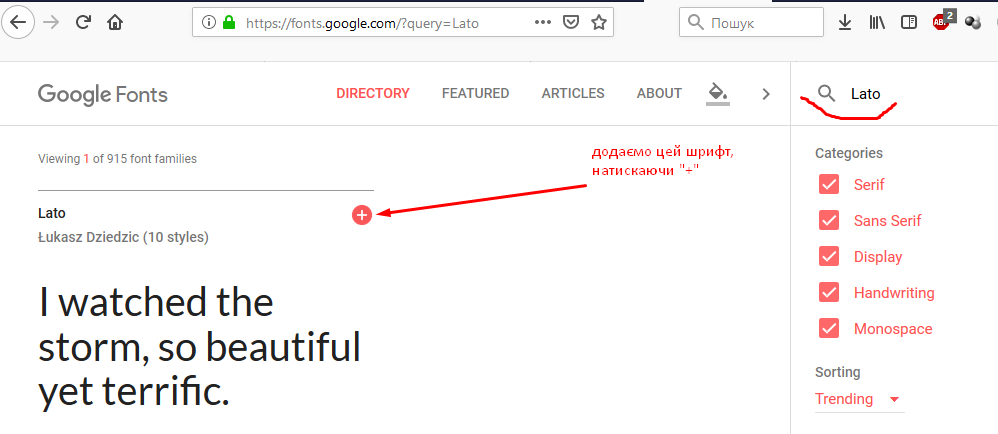 https://fonts.google.com/?query=Lato
Пошук
ABP
2
Google Fonts
DIRECTORY
FEATURED
ARTICLES
ABOUT
Lato
Viewing 1 of 915 font families
додаємо цей шрифт,
натискаючи "+"
Lato
Łukasz Dziedzic (10 styles)
I watched the
storm, so beautiful
yet terrific.
Categories
Serif
Sans Serif
Display
Handwriting
Monospace
Sorting
Trending